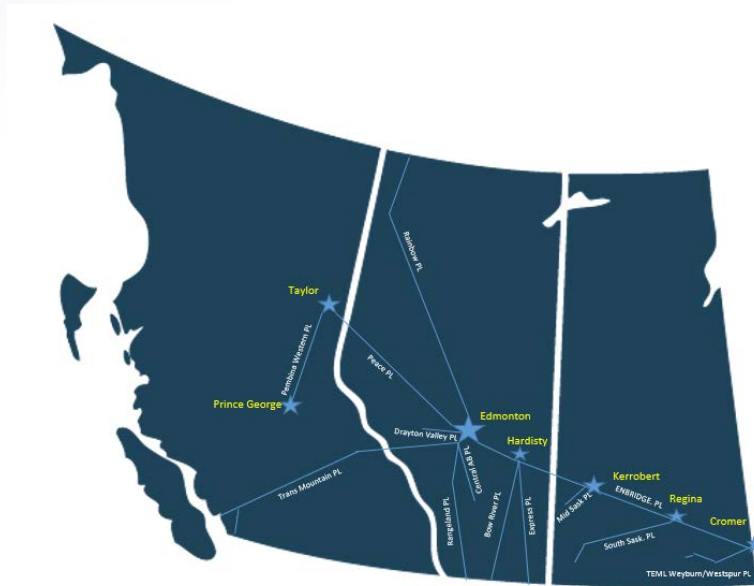 Rainbow PL
Taylor
Pembina Western PL
Peace PL
Prince George
Edmonton
Drayton Valley PL
Hardisty
Central AB PL
Trans Mountain PL
Rangeland PL
Bow River PL
Express PL
Kerrobert
Mid Sask PL
ENBRIDGE. PL
Regina
Cromer
South Sask. PL
TEML Weyburn/Westspur PL